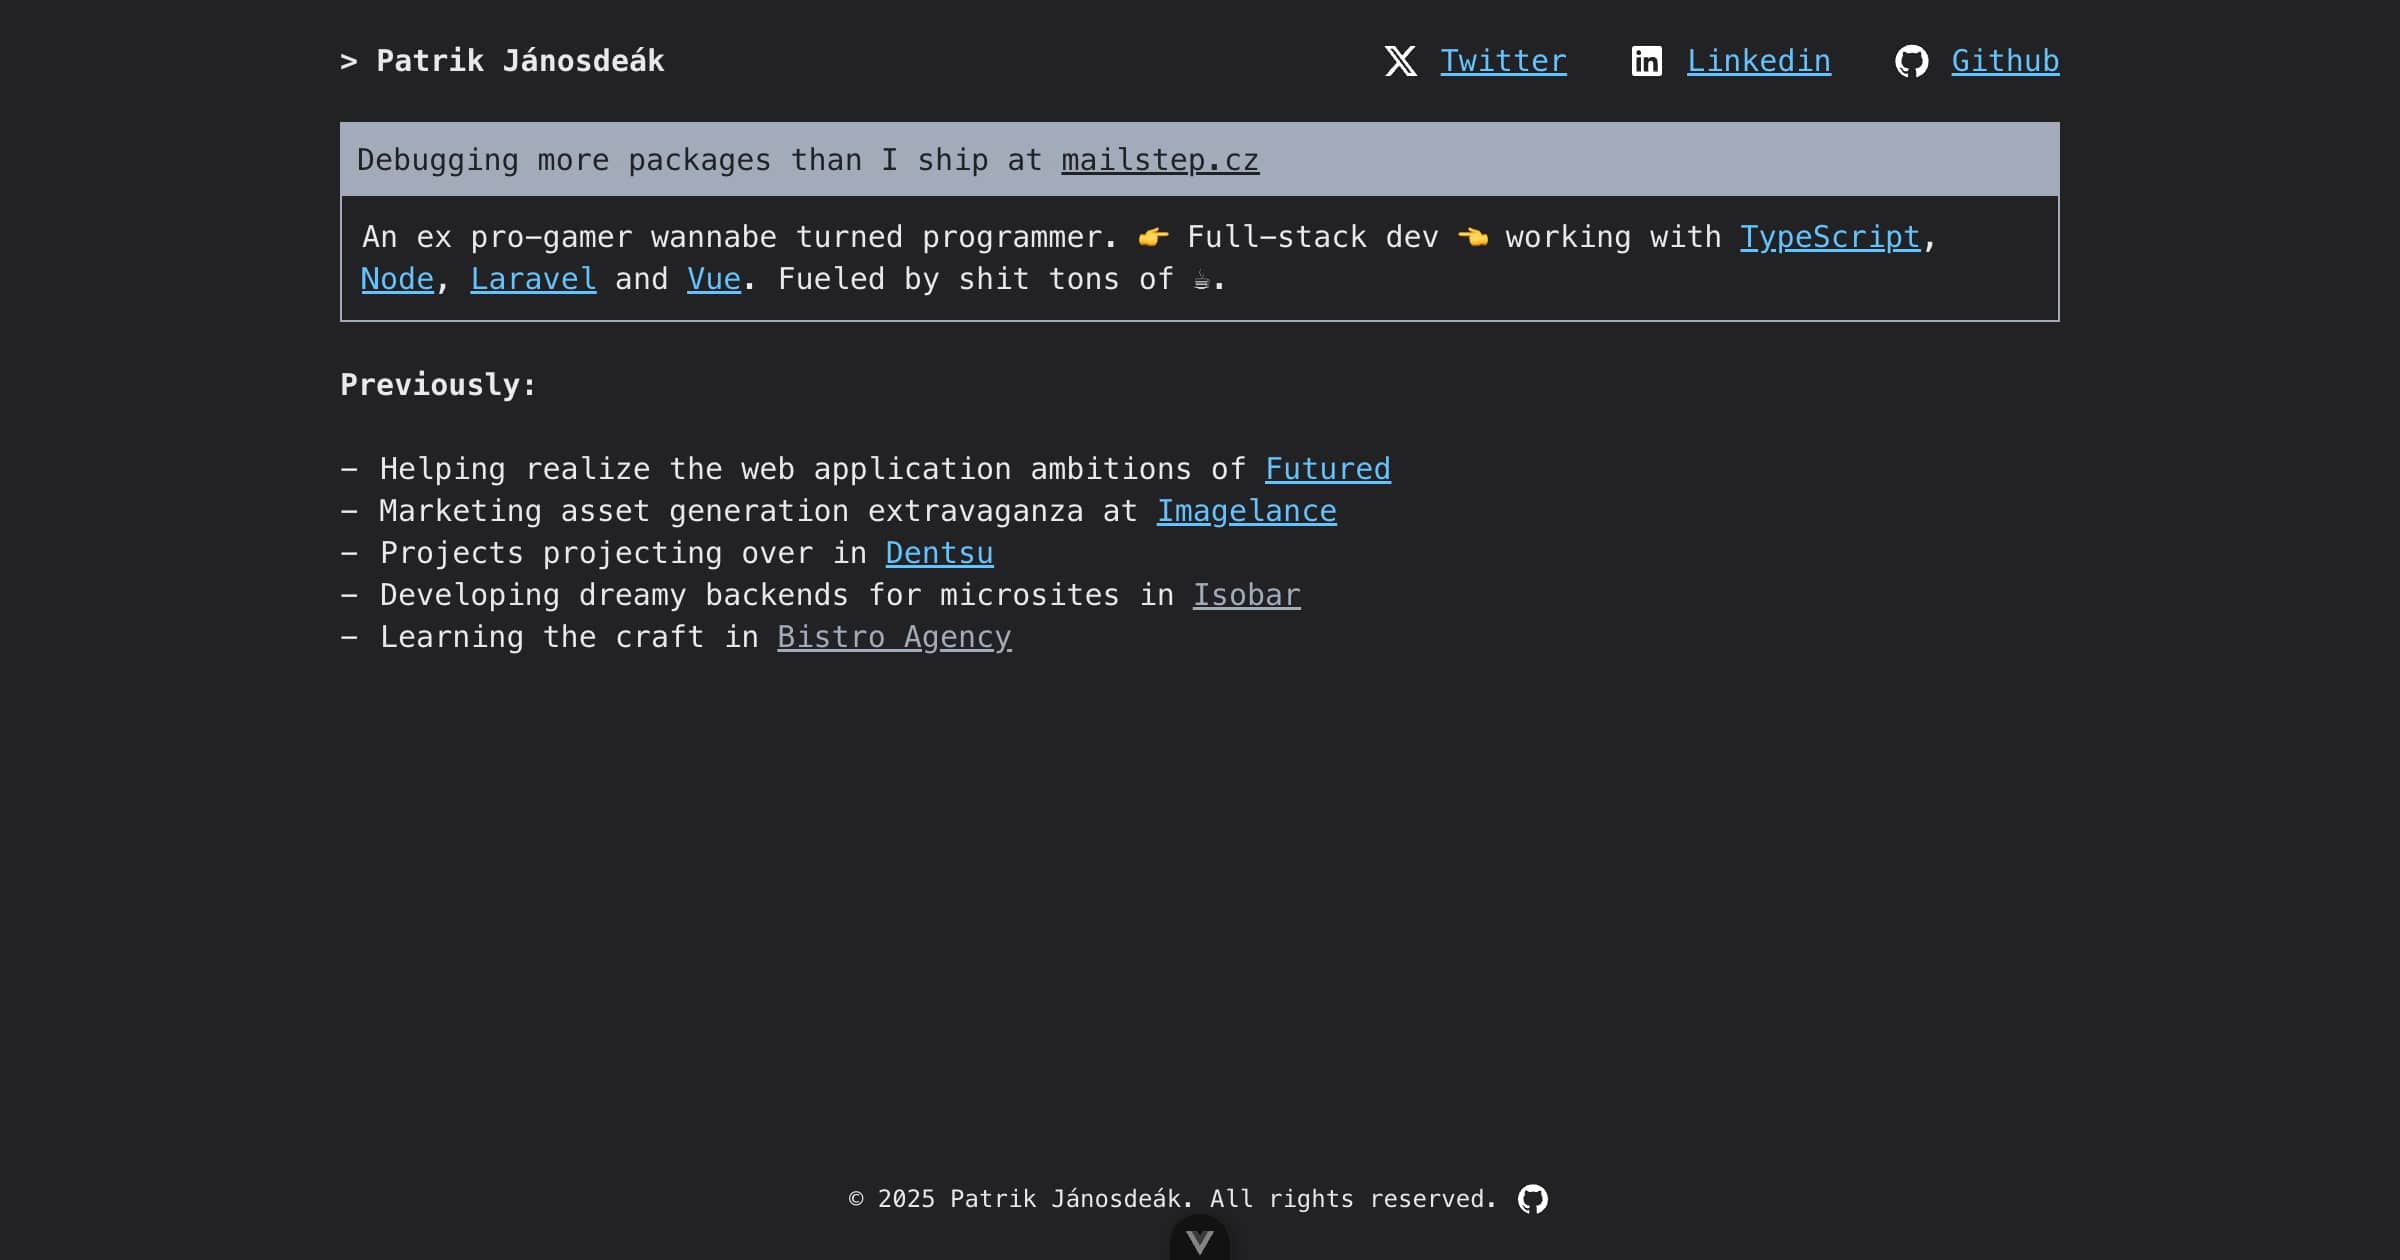 > Patrik Jánosdeák Twitter Linkedin Github
Debugging more packages than I ship at mailstep.cz
An ex pro-gamer wannabe turned programmer. 👉 Full-stack dev 👈 working with TypeScript,
Node, Laravel and Vue. Fueled by shit tons of ☕.
Previously:
- Helping realize the web application ambitions of Futured
- Marketing asset generation extravaganza at Imagelance
- Projects projecting over in Dentsu
- Developing dreamy backends for microsites in Isobar
- Learning the craft in Bistro Agency
© 2025 Patrik Jánosdeák. All rights reserved.